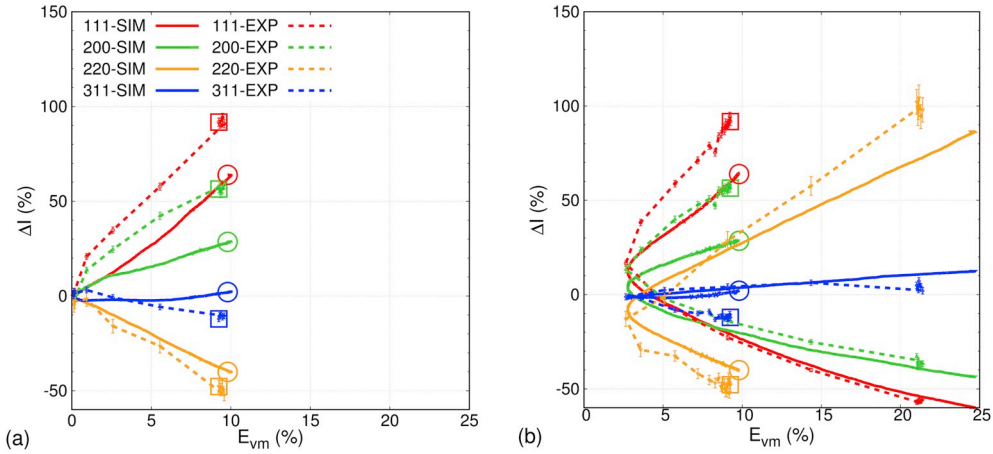 150
111-SIM 111-EXP
200-SIM 200-EXP
220-SIM 220-EXP
311-SIM 311-EXP
100
50
0
-50
ΔI (%)
0 5 10 15 20 25
E_vm (%)
(a)
150
100
50
0
-50
ΔI (%)
0 5 10 15 20 25
E_vm (%)
(b)